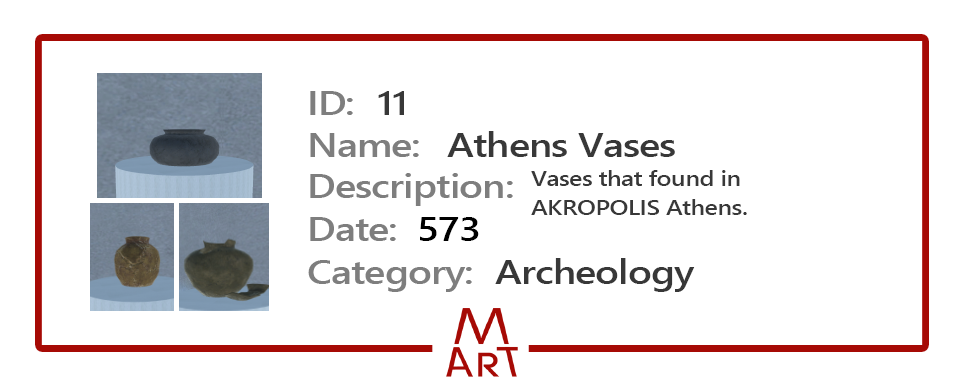 ID: 11
Name: Athens Vases
Description: Vases that found in
AKROPOLIS Athens.
Date: 573
Category: Archeology
M
ART